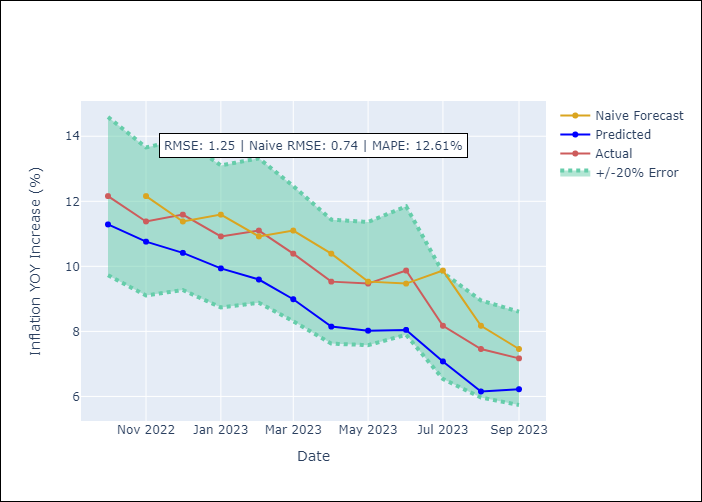 RMSE: 1.25 | Naive RMSE: 0.74 | MAPE: 12.61%
Naive Forecast
Predicted
Actual
+/-20% Error
Inflation YOY Increase (%)
14
12
10
8
6
Nov 2022
Jan 2023
Mar 2023
May 2023
Jul 2023
Sep 2023
Date